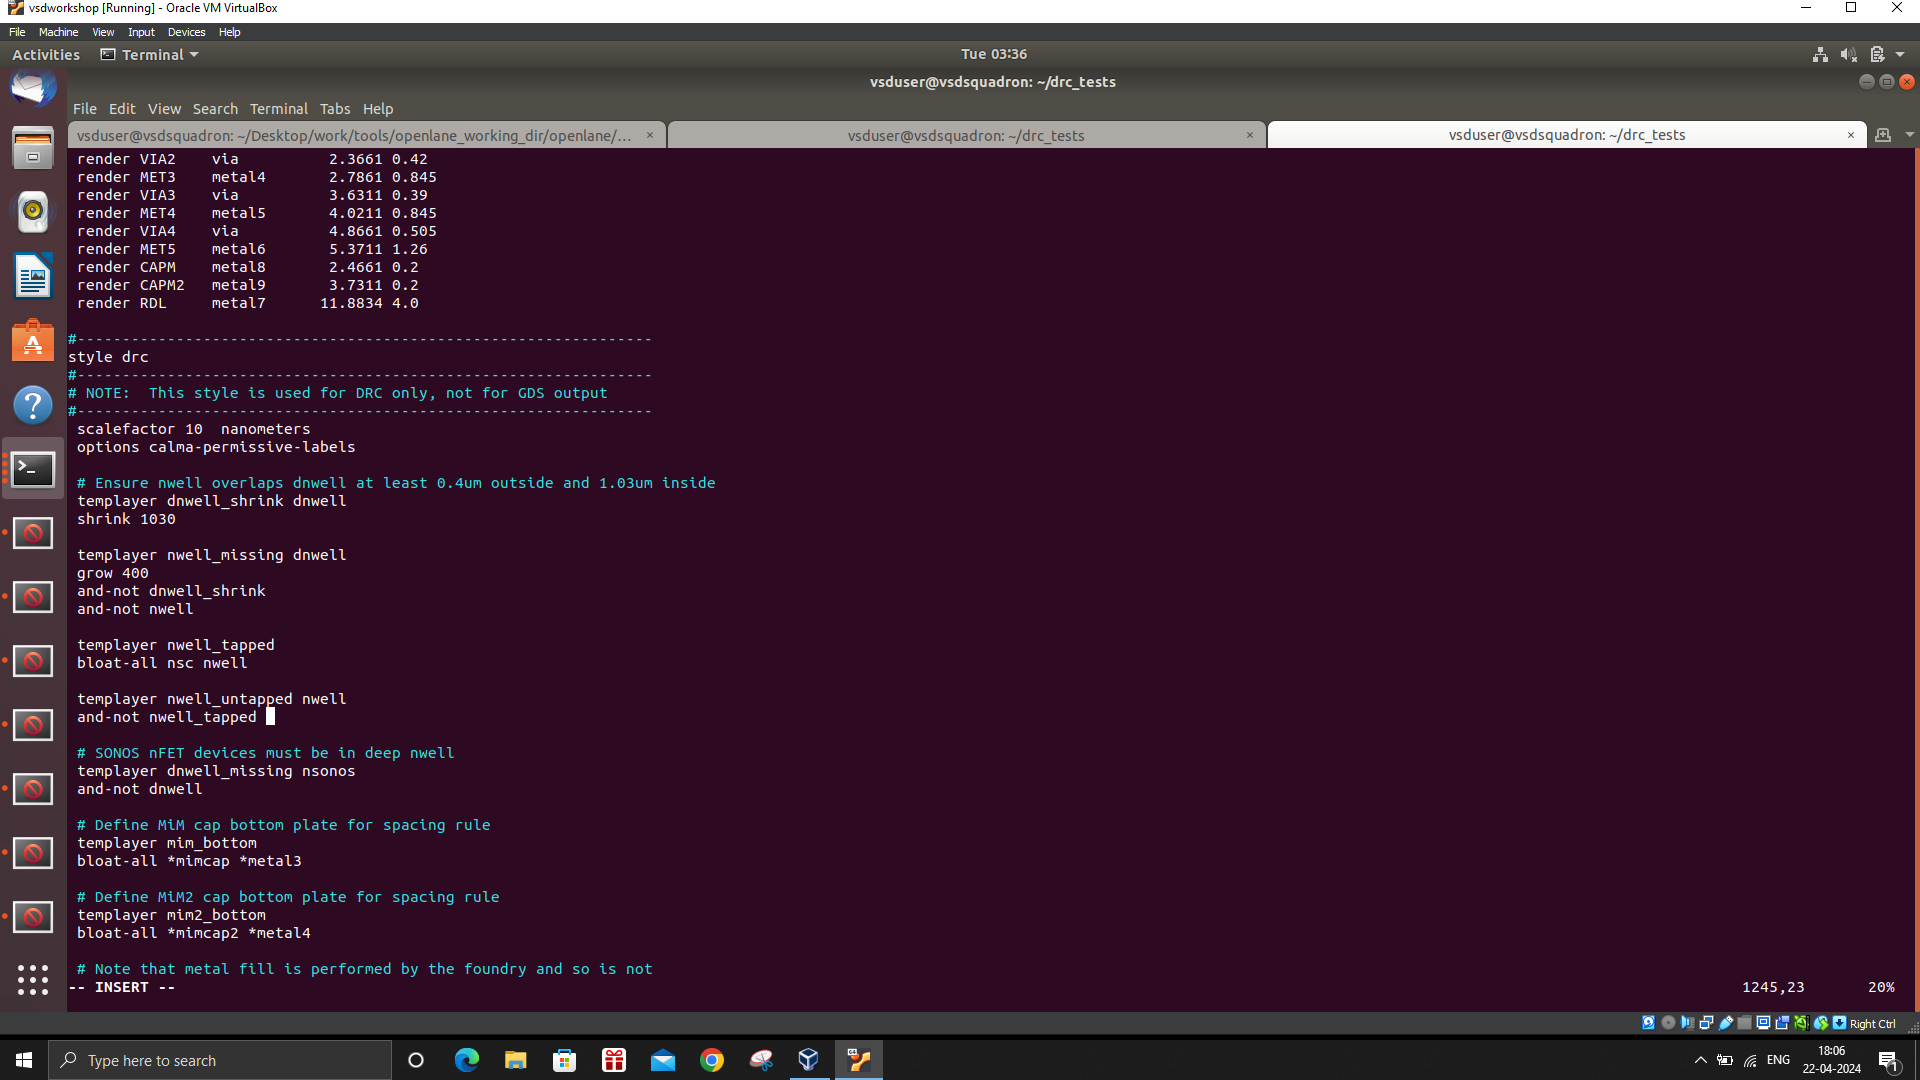 vsdworkshop [Running] - Oracle VM VirtualBox
File Machine View Input Devices Help
Activities Terminal Tue 03:36
vsduser@vsdsquadron: ~/drc_tests
File Edit View Search Terminal Tabs Help
vsduser@vsdsquadron: ~/Desktop/work/tools/openlane_working_dir/openlane/... × vsduser@vsdsquadron: ~/drc_tests × vsduser@vsdsquadron: ~/drc_tests ×
render VIA2 via 2.3661 0.42
render MET3 metal4 2.7861 0.845
render VIA3 via 3.6311 0.39
render MET4 metal5 4.0211 0.845
render VIA4 via 4.8661 0.505
render MET5 metal6 5.3711 1.26
render CAPM metal8 2.4661 0.2
render CAPM2 metal9 3.7311 0.2
render RDL metal7 11.8834 4.0
#----------------------------------------------------------------
style drc
#----------------------------------------------------------------
# NOTE:  This style is used for DRC only, not for GDS output
#----------------------------------------------------------------
scalefactor 10  nanometers
options calma-permissive-labels
# Ensure nwell overlaps dnwell at least 0.4um outside and 1.03um inside
templayer dnwell_shrink dnwell
shrink 1030
templayer nwell_missing dnwell
grow 400
and-not dnwell_shrink
and-not nwell
templayer nwell_tapped
bloat-all nsc nwell
templayer nwell_untapped nwell
and-not nwell_tapped
# SONOS nFET devices must be in deep nwell
templayer dnwell_missing nsonos
and-not dnwell
# Define MiM cap bottom plate for spacing rule
templayer mim_bottom
bloat-all *mimcap *metal3
# Define MiM2 cap bottom plate for spacing rule
templayer mim2_bottom
bloat-all *mimcap2 *metal4
# Note that metal fill is performed by the foundry and so is not
-- INSERT -- 1245,23 20%
Right Ctrl
Type here to search
ENG
18:06
22-04-2024
1